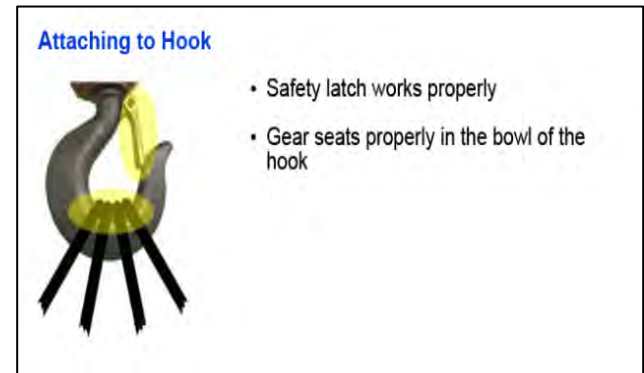 Attaching to Hook
• Safety latch works properly
• Gear seats properly in the bowl of the
hook